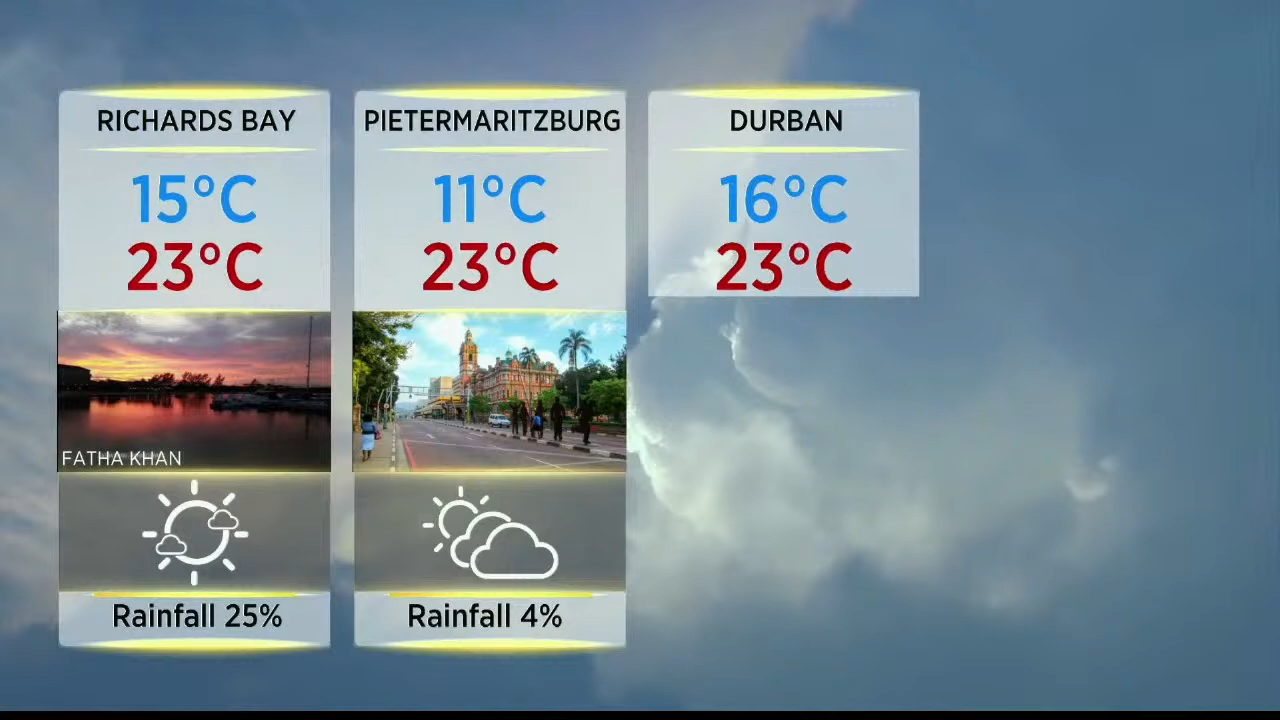 RICHARDS BAY
15°C
23°C
FATHA KHAN
Rainfall 25%
PIETERMARITZBURG
11°C
23°C
Rainfall 4%
DURBAN
16°C
23°C